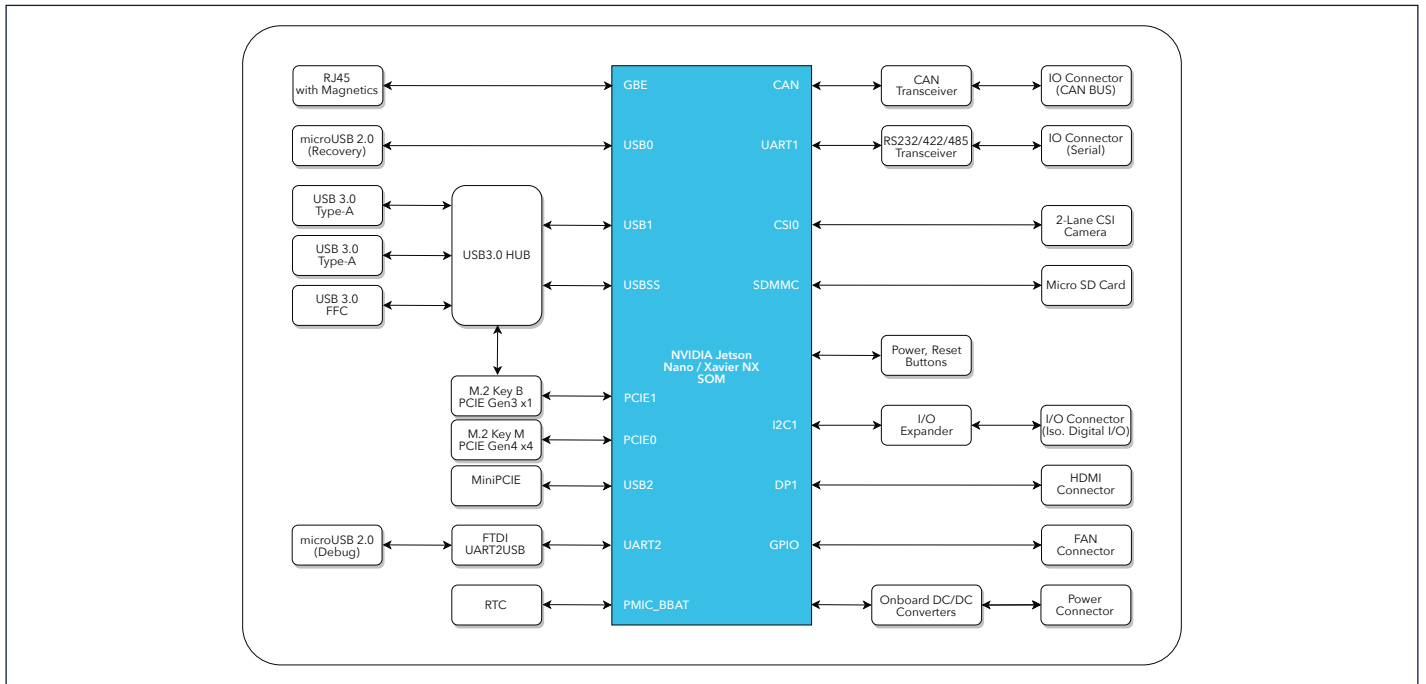 RJ45
with Magnetics
GBE
CAN
CAN
Transceiver
IO Connector
(CAN BUS)
microUSB 2.0
(Recovery)
USB0
UART1
RS232/422/485
Transceiver
IO Connector
(Serial)
USB 3.0
Type-A
USB 3.0
Type-A
USB 3.0
FFC
USB3.0 HUB
USB1
USBSS
CSI0
2-Lane CSI
Camera
SDMMC
Micro SD Card
NVIDIA Jetson
Nano / Xavier NX
SOM
Power, Reset
Buttons
M.2 Key B
PCIE Gen3 x1
PCIE1
M.2 Key M
PCIE Gen4 x4
PCIE0
I2C1
I/O
Expander
I/O Connector
(Iso. Digital I/O)
MiniPCIE
USB2
DP1
HDMI
Connector
microUSB 2.0
(Debug)
FTDI
UART2USB
UART2
GPIO
FAN
Connector
RTC
PMIC_BBAT
Onboard DC/DC
Converters
Power
Connector